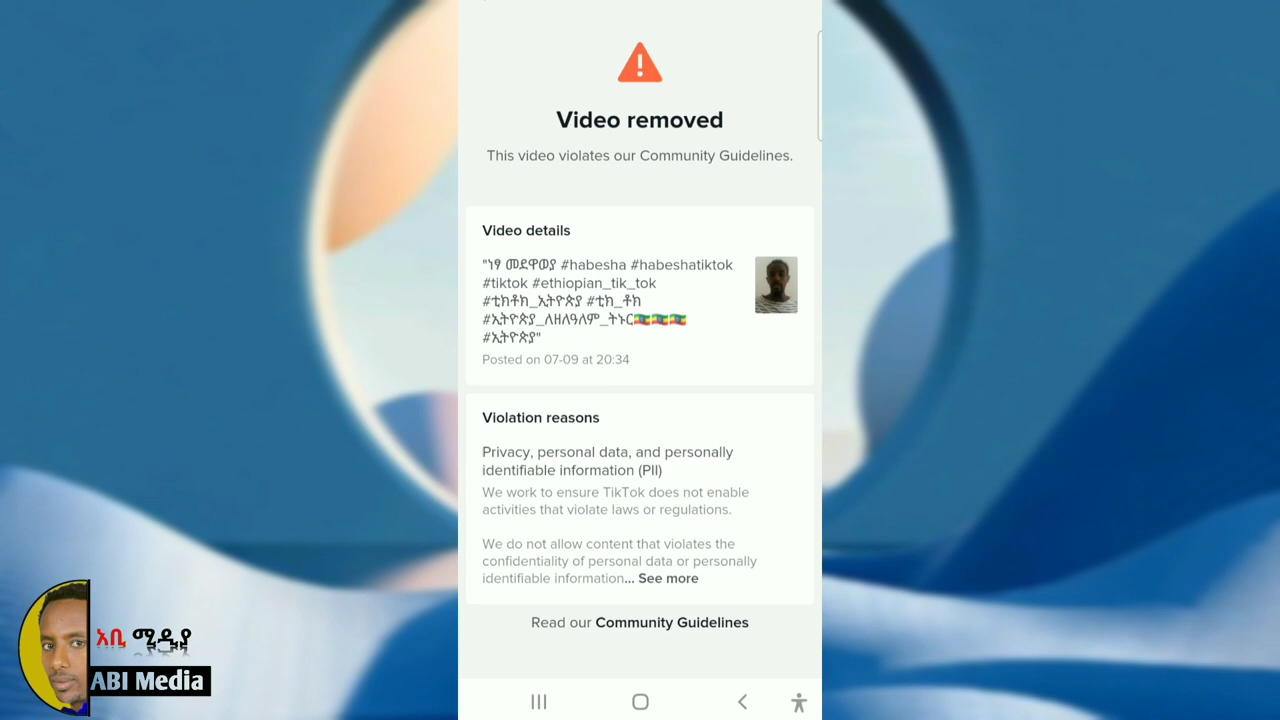 Video removed
This video violates our Community Guidelines.
Video details
"ነፃ መደዋወያ #habesha #habeshatiktok
#tiktok #ethiopian_tik_tok
#ቲክቶክ_ኢትዮጵያ #ቲክ_ቶክ
#ኢትዮጵያ_ለዘለዓለም_ትኑር🇪🇹🇪🇹🇪🇹
#ኢትዮጵያ"
Posted on 07-09 at 20:34
Violation reasons
Privacy, personal data, and personally
identifiable information (PII)
We work to ensure TikTok does not enable
activities that violate laws or regulations.
We do not allow content that violates the
confidentiality of personal data or personally
identifiable information... See more
Read our Community Guidelines
አቢ ሚዲያ
ABI Media